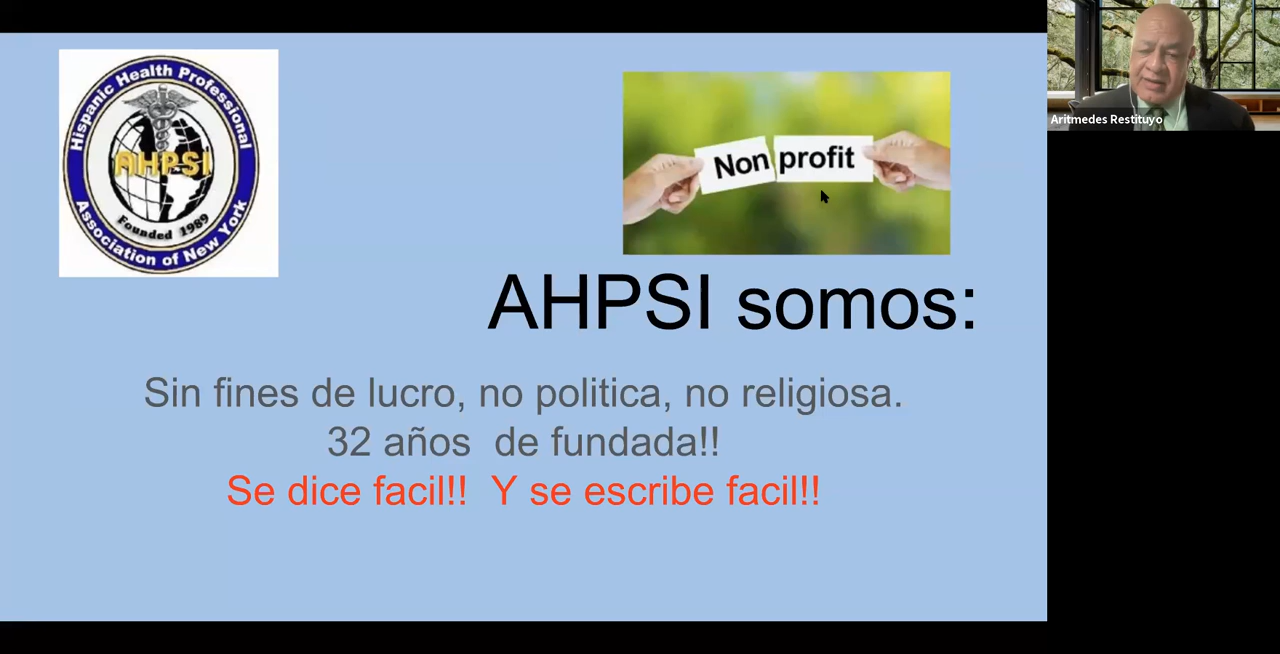 Hispanic Health Professional
AHPSI
Founded 1989
Association of New York
Non profit
Aritmedes Restituyo
AHPSI somos:
Sin fines de lucro, no politica, no religiosa.
32 años  de fundada!!
Se dice facil!!  Y se escribe facil!!